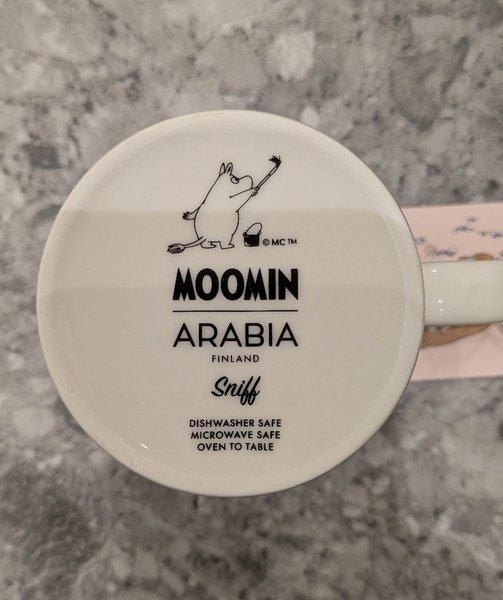 © MC ™
MOOMIN
ARABIA
FINLAND
Sniff
DISHWASHER SAFE
MICROWAVE SAFE
OVEN TO TABLE